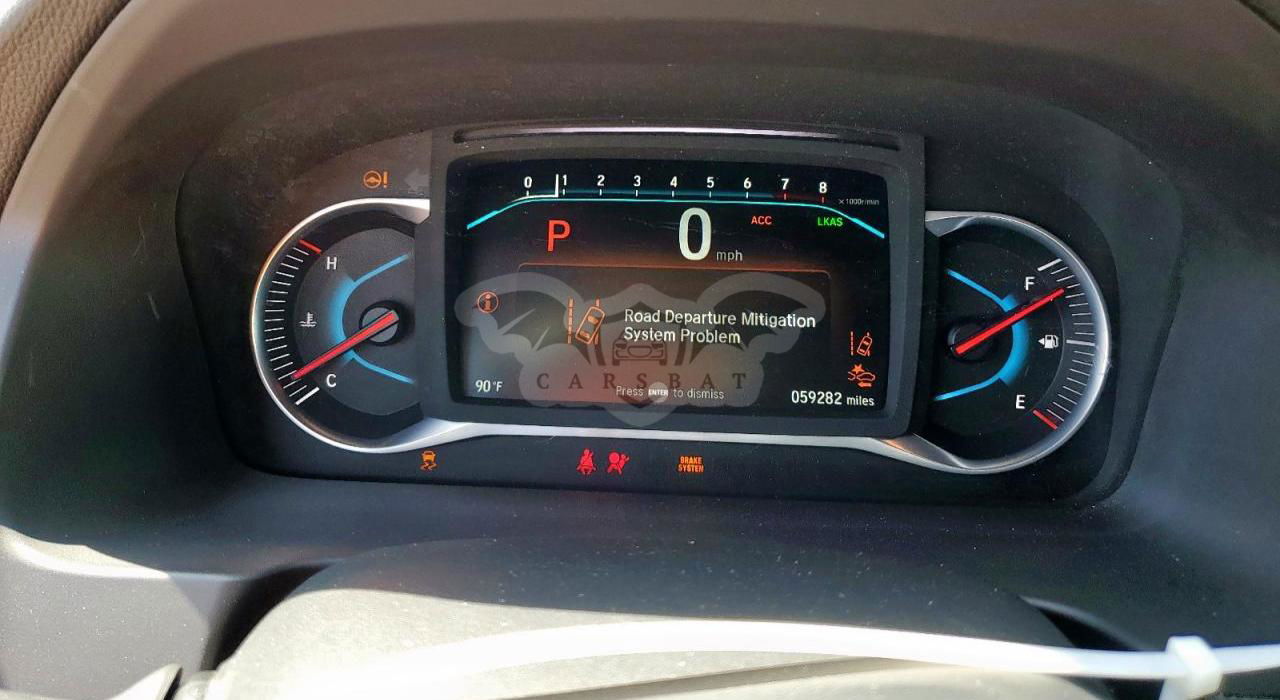 0 1 2 3 4 5 6 7 8
x1000r/min
P 0 mph ACC LKAS
H
C
F
E
Road Departure Mitigation
System Problem
CARSBAT
90°F
Press ENTER to dismiss
059282 miles
BRAKE
SYSTEM